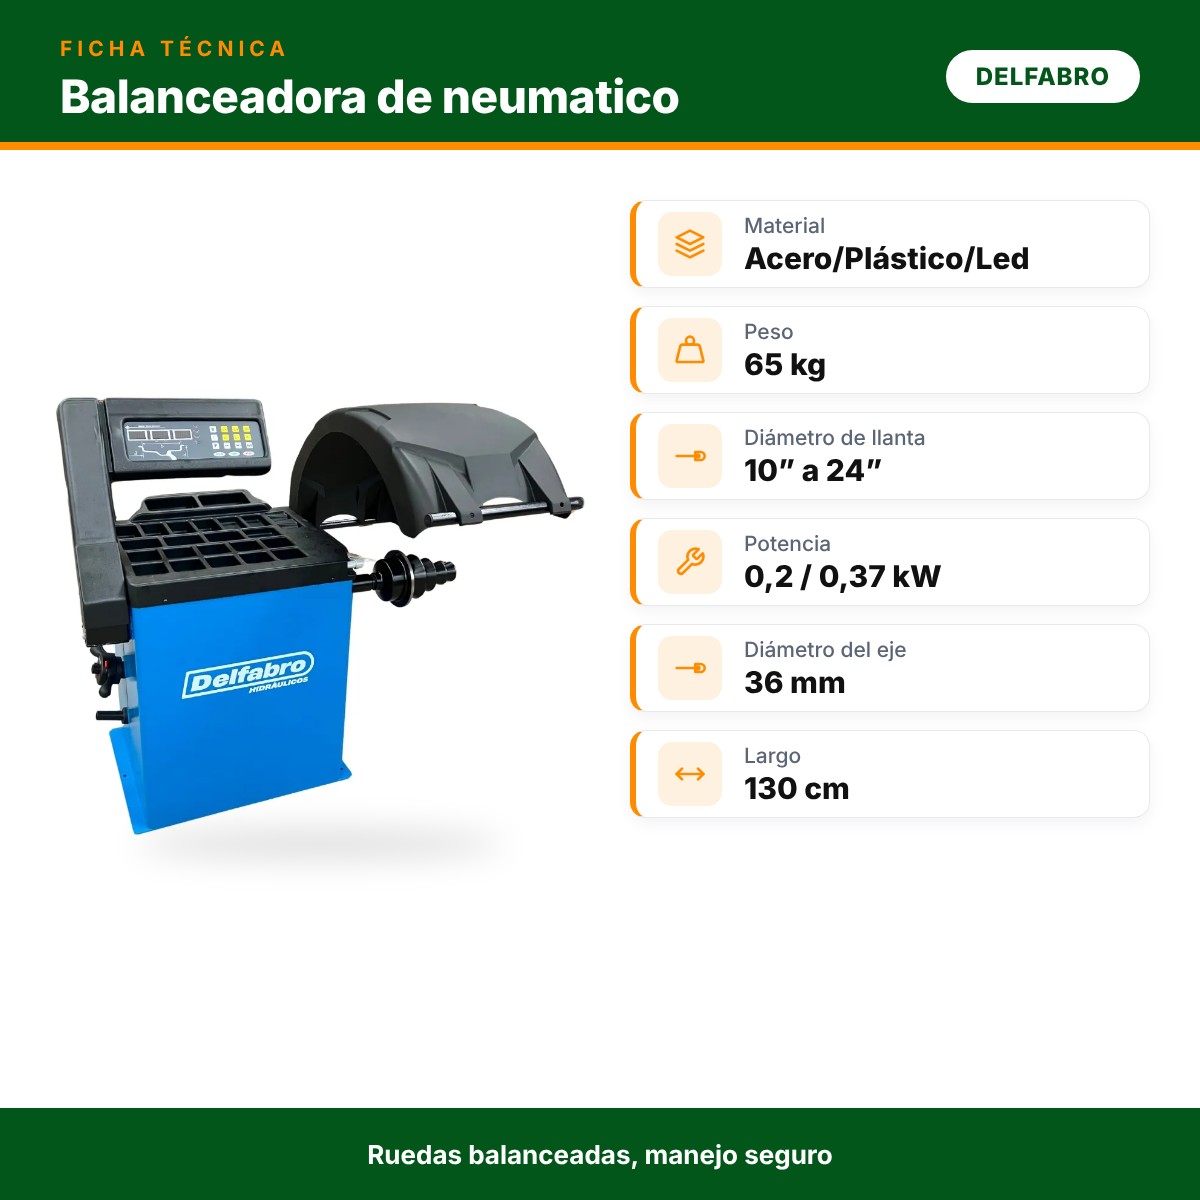 FICHA TÉCNICA
Balanceadora de neumatico
DELFABRO
Material
Acero/Plástico/Led
Peso
65 kg
Diámetro de llanta
10” a 24”
Potencia
0,2 / 0,37 kW
Diámetro del eje
36 mm
Largo
130 cm
Delfabro
HIDRÁULICOS
Ruedas balanceadas, manejo seguro